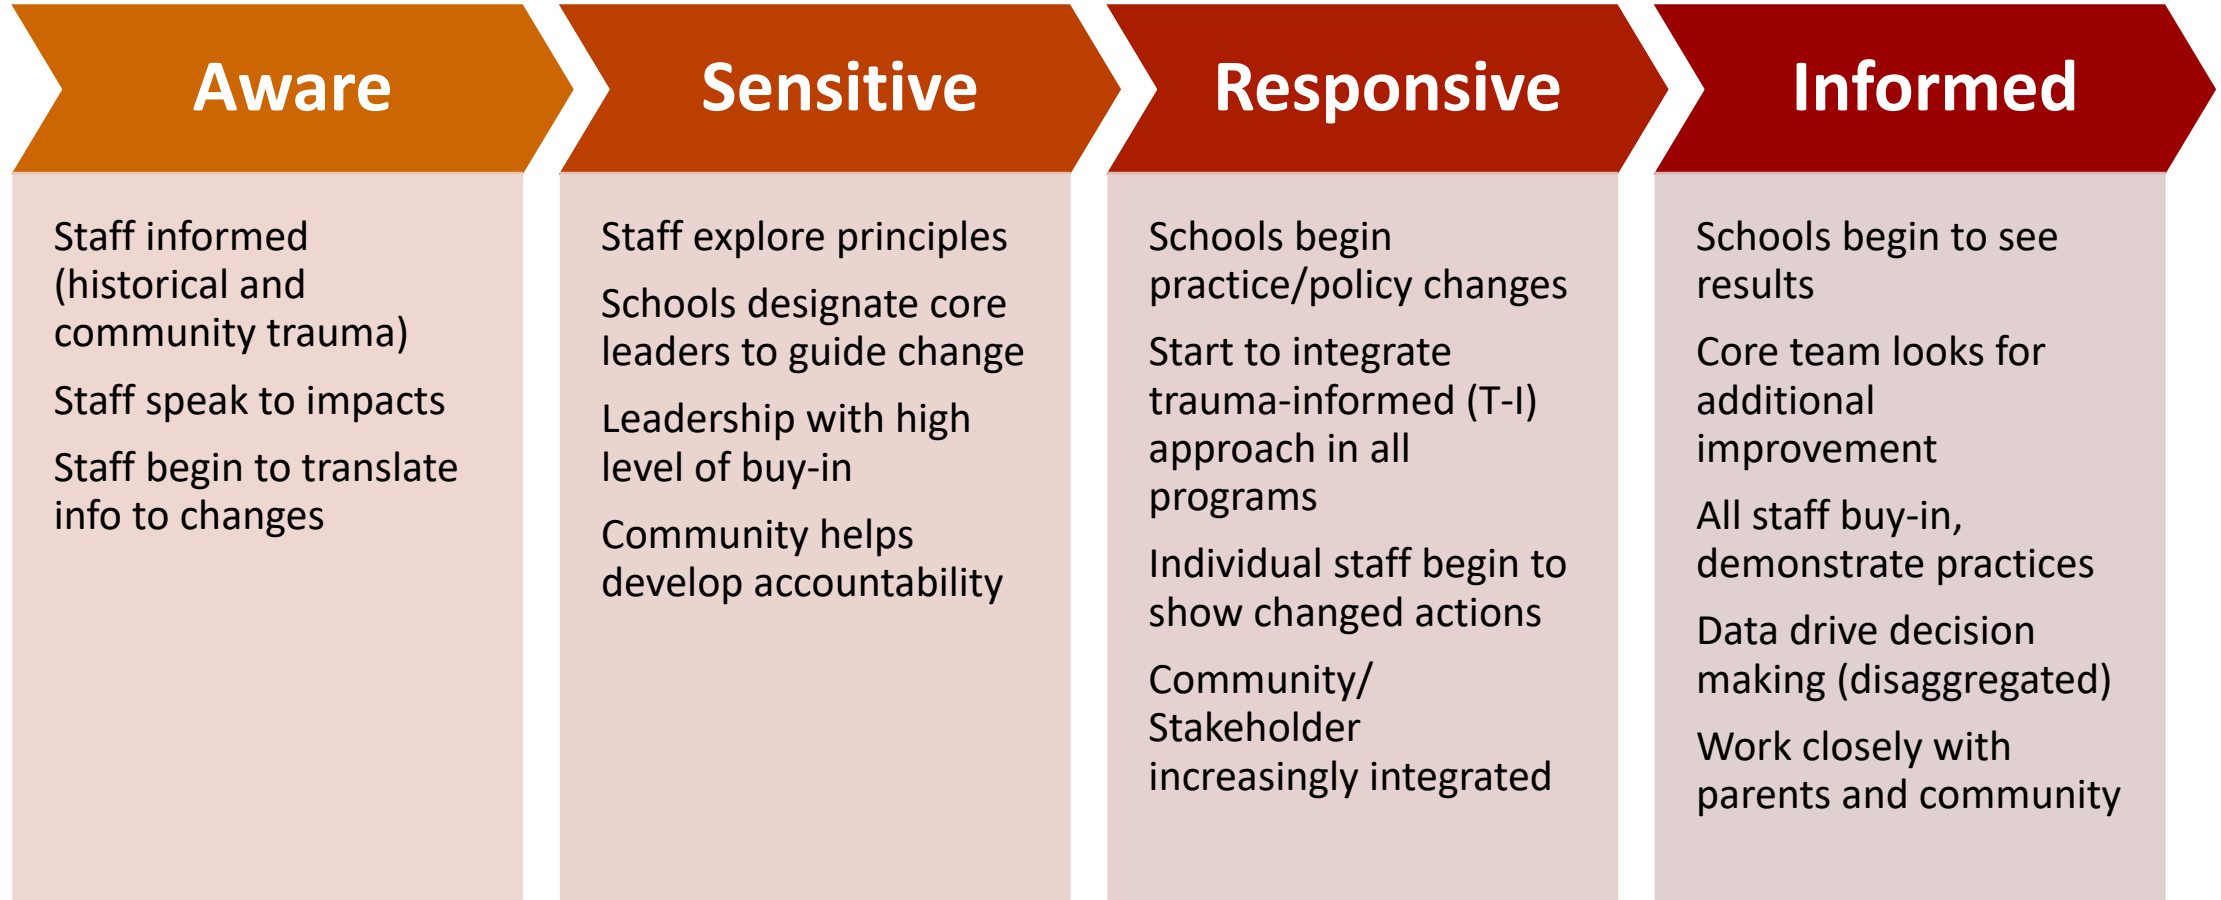 Aware
Staff informed
(historical and
community trauma)
Staff speak to impacts
Staff begin to translate
info to changes
Sensitive
Staff explore principles
Schools designate core
leaders to guide change
Leadership with high
level of buy-in
Community helps
develop accountability
Responsive
Schools begin
practice/policy changes
Start to integrate
trauma-informed (T-I)
approach in all
programs
Individual staff begin to
show changed actions
Community/
Stakeholder
increasingly integrated
Informed
Schools begin to see
results
Core team looks for
additional
improvement
All staff buy-in,
demonstrate practices
Data drive decision
making (disaggregated)
Work closely with
parents and community